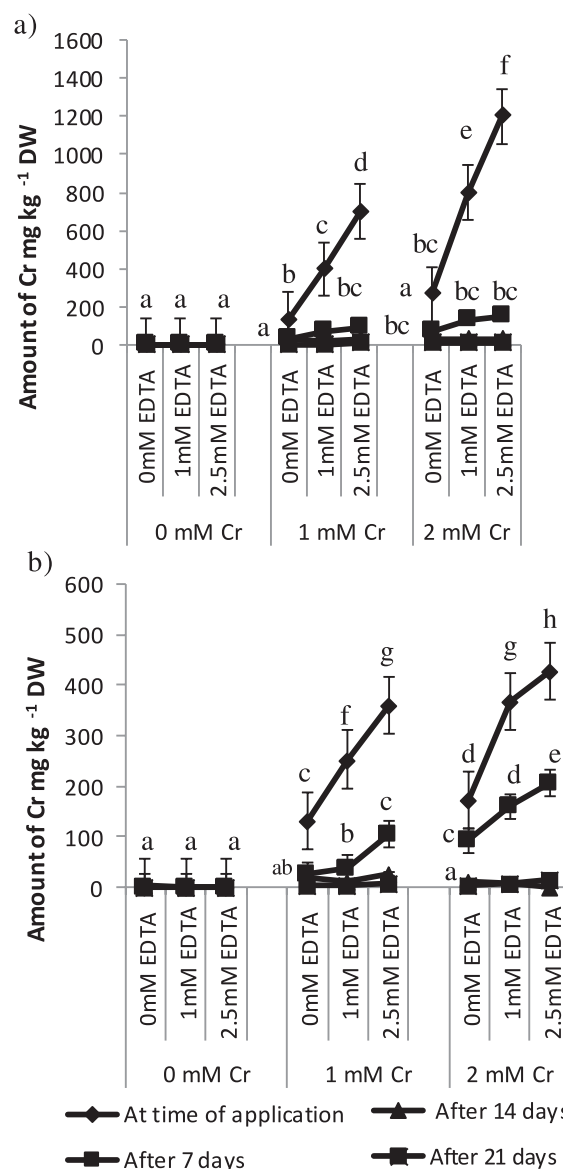 a)
Amount of Cr mg kg -1 DW
1600
1400
1200
1000
800
600
400
200
0
a a a
a b c d bc
bc a bc e f bc bc
0mM EDTA 1mM EDTA 2.5mM EDTA 0mM EDTA 1mM EDTA 2.5mM EDTA 0mM EDTA 1mM EDTA 2.5mM EDTA
0 mM Cr 1 mM Cr 2 mM Cr
b)
Amount of Cr mg kg -1 DW
600
500
400
300
200
100
0
a a a
ab c f g b c
c a d g h d e
0mM EDTA 1mM EDTA 2.5mM EDTA 0mM EDTA 1mM EDTA 2.5mM EDTA 0mM EDTA 1mM EDTA 2.5mM EDTA
0 mM Cr 1 mM Cr 2 mM Cr
At time of application After 14 days
After 7 days After 21 days